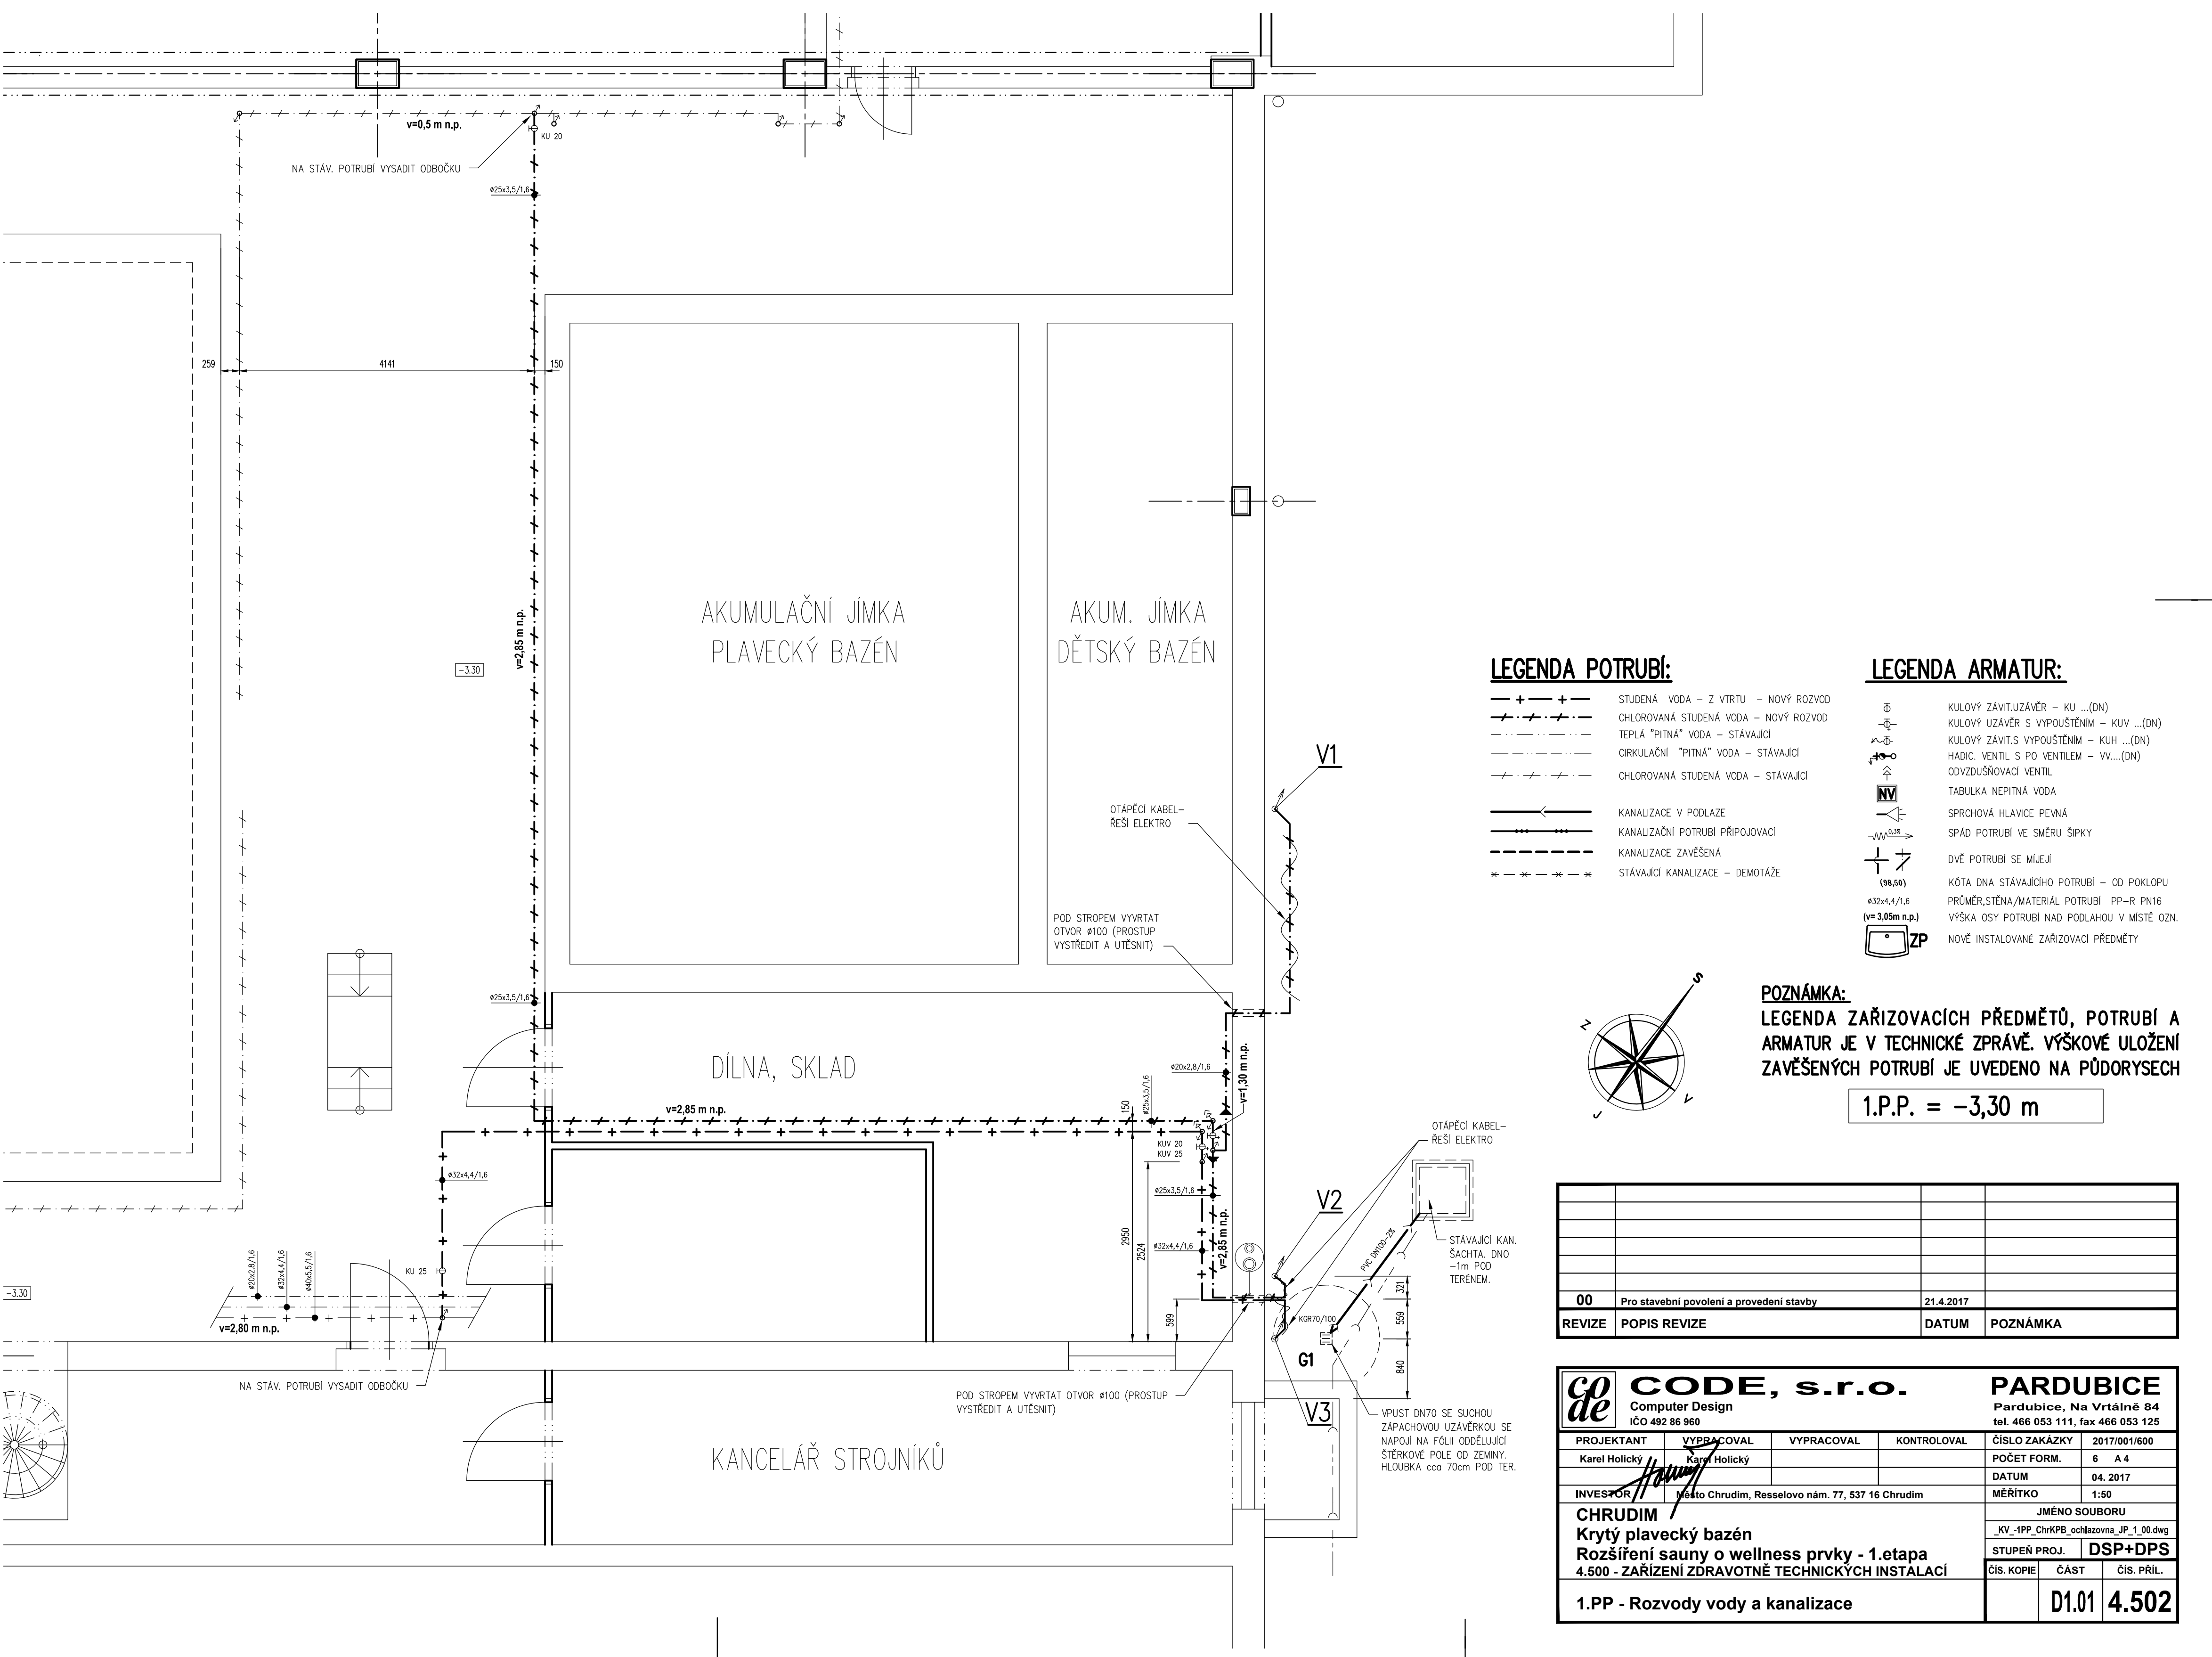 v=0,5 m n.p.
KU 20
NA STÁV. POTRUBÍ VYSADIT ODBOČKU
ø25x3,5/1,6
259
4141
150
v=2,85 m n.p.
-3.30
AKUMULAČNÍ JÍMKA
PLAVECKÝ BAZÉN
AKUM. JÍMKA
DĚTSKÝ BAZÉN
V1
OTÁPĚCÍ KABEL-
ŘEŠÍ ELEKTRO
POD STROPEM VYVRTAT
OTVOR ø100 (PROSTUP
VYSTŘEDIT A UTĚSNIT)
ø25x3,5/1,6
DÍLNA, SKLAD
v=2,85 m n.p.
150
ø25x3,5/1,6
ø20x2,8/1,6
v=1,30 m n.p.
KUV 20
KUV 25
ø32x4,4/1,6
ø25x3,5/1,6
2950
2524
v=2,85 m n.p.
ø32x4,4/1,6
599
KU 25
ø20x2,8/1,6
ø32x4,4/1,6
ø40x5,5/1,6
-3.30
v=2,80 m n.p.
NA STÁV. POTRUBÍ VYSADIT ODBOČKU
POD STROPEM VYVRTAT OTVOR ø100 (PROSTUP
VYSTŘEDIT A UTĚSNIT)
KANCELÁŘ STROJNÍKŮ
OTÁPĚCÍ KABEL-
ŘEŠÍ ELEKTRO
V2
PVC DN100-2%
STÁVAJÍCÍ KAN.
ŠACHTA. DNO
-1m POD
TERÉNEM.
321
559
840
KGR70/100
G1
V3
VPUST DN70 SE SUCHOU
ZÁPACHOVOU UZÁVĚRKOU SE
NAPOJÍ NA FÓLII ODDĚLUJÍCÍ
ŠTĚRKOVÉ POLE OD ZEMINY.
HLOUBKA cca 70cm POD TER.
LEGENDA POTRUBÍ:
STUDENÁ VODA - Z VTRTU - NOVÝ ROZVOD
CHLOROVANÁ STUDENÁ VODA - NOVÝ ROZVOD
TEPLÁ "PITNÁ" VODA - STÁVAJÍCÍ
CIRKULAČNÍ "PITNÁ" VODA - STÁVAJÍCÍ
CHLOROVANÁ STUDENÁ VODA - STÁVAJÍCÍ
KANALIZACE V PODLAZE
KANALIZAČNÍ POTRUBÍ PŘIPOJOVACÍ
KANALIZACE ZAVĚŠENÁ
STÁVAJÍCÍ KANALIZACE - DEMOTÁŽE
LEGENDA ARMATUR:
KULOVÝ ZÁVIT.UZÁVĚR - KU ...(DN)
KULOVÝ UZÁVĚR S VYPOUŠTĚNÍM - KUV ...(DN)
KULOVÝ ZÁVIT.S VYPOUŠTĚNÍM - KUH ...(DN)
HADIC. VENTIL S PO VENTILEM - VV....(DN)
ODVZDUŠŇOVACÍ VENTIL
NV TABULKA NEPITNÁ VODA
SPRCHOVÁ HLAVICE PEVNÁ
0,3% SPÁD POTRUBÍ VE SMĚRU ŠIPKY
DVĚ POTRUBÍ SE MÍJEJÍ
(98,50) KÓTA DNA STÁVAJÍCÍHO POTRUBÍ - OD POKLOPU
ø32x4,4/1,6 PRŮMĚR,STĚNA/MATERIÁL POTRUBÍ PP-R PN16
(v= 3,05m n.p.) VÝŠKA OSY POTRUBÍ NAD PODLAHOU V MÍSTĚ OZN.
ZP NOVĚ INSTALOVANÉ ZAŘIZOVACÍ PŘEDMĚTY
S
Z
J
V
POZNÁMKA:
LEGENDA ZAŘIZOVACÍCH PŘEDMĚTŮ, POTRUBÍ A
ARMATUR JE V TECHNICKÉ ZPRÁVĚ. VÝŠKOVÉ ULOŽENÍ
ZAVĚŠENÝCH POTRUBÍ JE UVEDENO NA PŮDORYSECH
1.P.P. = -3,30 m
00 Pro stavební povolení a provedení stavby 21.4.2017
REVIZE POPIS REVIZE DATUM POZNÁMKA
code
CODE, s.r.o.
Computer Design
IČO 492 86 960
PARDUBICE
Pardubice, Na Vrtálně 84
tel. 466 053 111, fax 466 053 125
PROJEKTANT VYPRACOVAL VYPRACOVAL KONTROLOVAL ČÍSLO ZAKÁZKY 2017/001/600
Karel Holický Karel Holický POČET FORM. 6 A 4
DATUM 04. 2017
INVESTOR Město Chrudim, Resselovo nám. 77, 537 16 Chrudim MĚŘÍTKO 1:50
CHRUDIM
Krytý plavecký bazén
Rozšíření sauny o wellness prvky - 1.etapa
4.500 - ZAŘÍZENÍ ZDRAVOTNĚ TECHNICKÝCH INSTALACÍ
JMÉNO SOUBORU
_KV_-1PP_ChrKPB_ochlazovna_JP_1_00.dwg
STUPEŇ PROJ. DSP+DPS
ČÍS. KOPIE ČÁST ČÍS. PŘÍL.
1.PP - Rozvody vody a kanalizace
D1.01 4.502